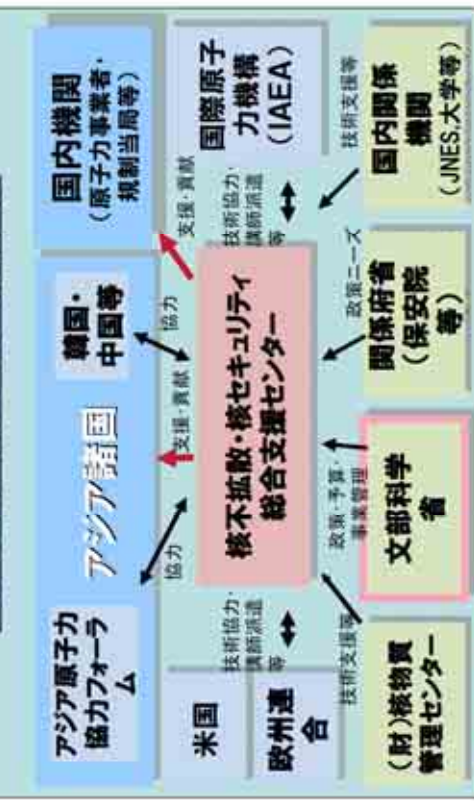 アジア原子力
協力フォーラ
ム
アジア諸国
韓国・
中国等
国内機関
(原子力事業者・
規制当局等)
協力
支援・貢献
協力
支援・貢献
米国
欧州連
合
技術協力・
講師派遣
等
核不拡散・核セキュリティ
総合支援センター
技術協力・
講師派遣
等
国際原子
力機構
(IAEA)
技術支援等
政策・予算・
事業管理
政策ニーズ
技術支援等
(財)核物質
管理センター
文部科学
省
関係府省
(保安院
等)
国内関係
機関
(JNES,大学等)